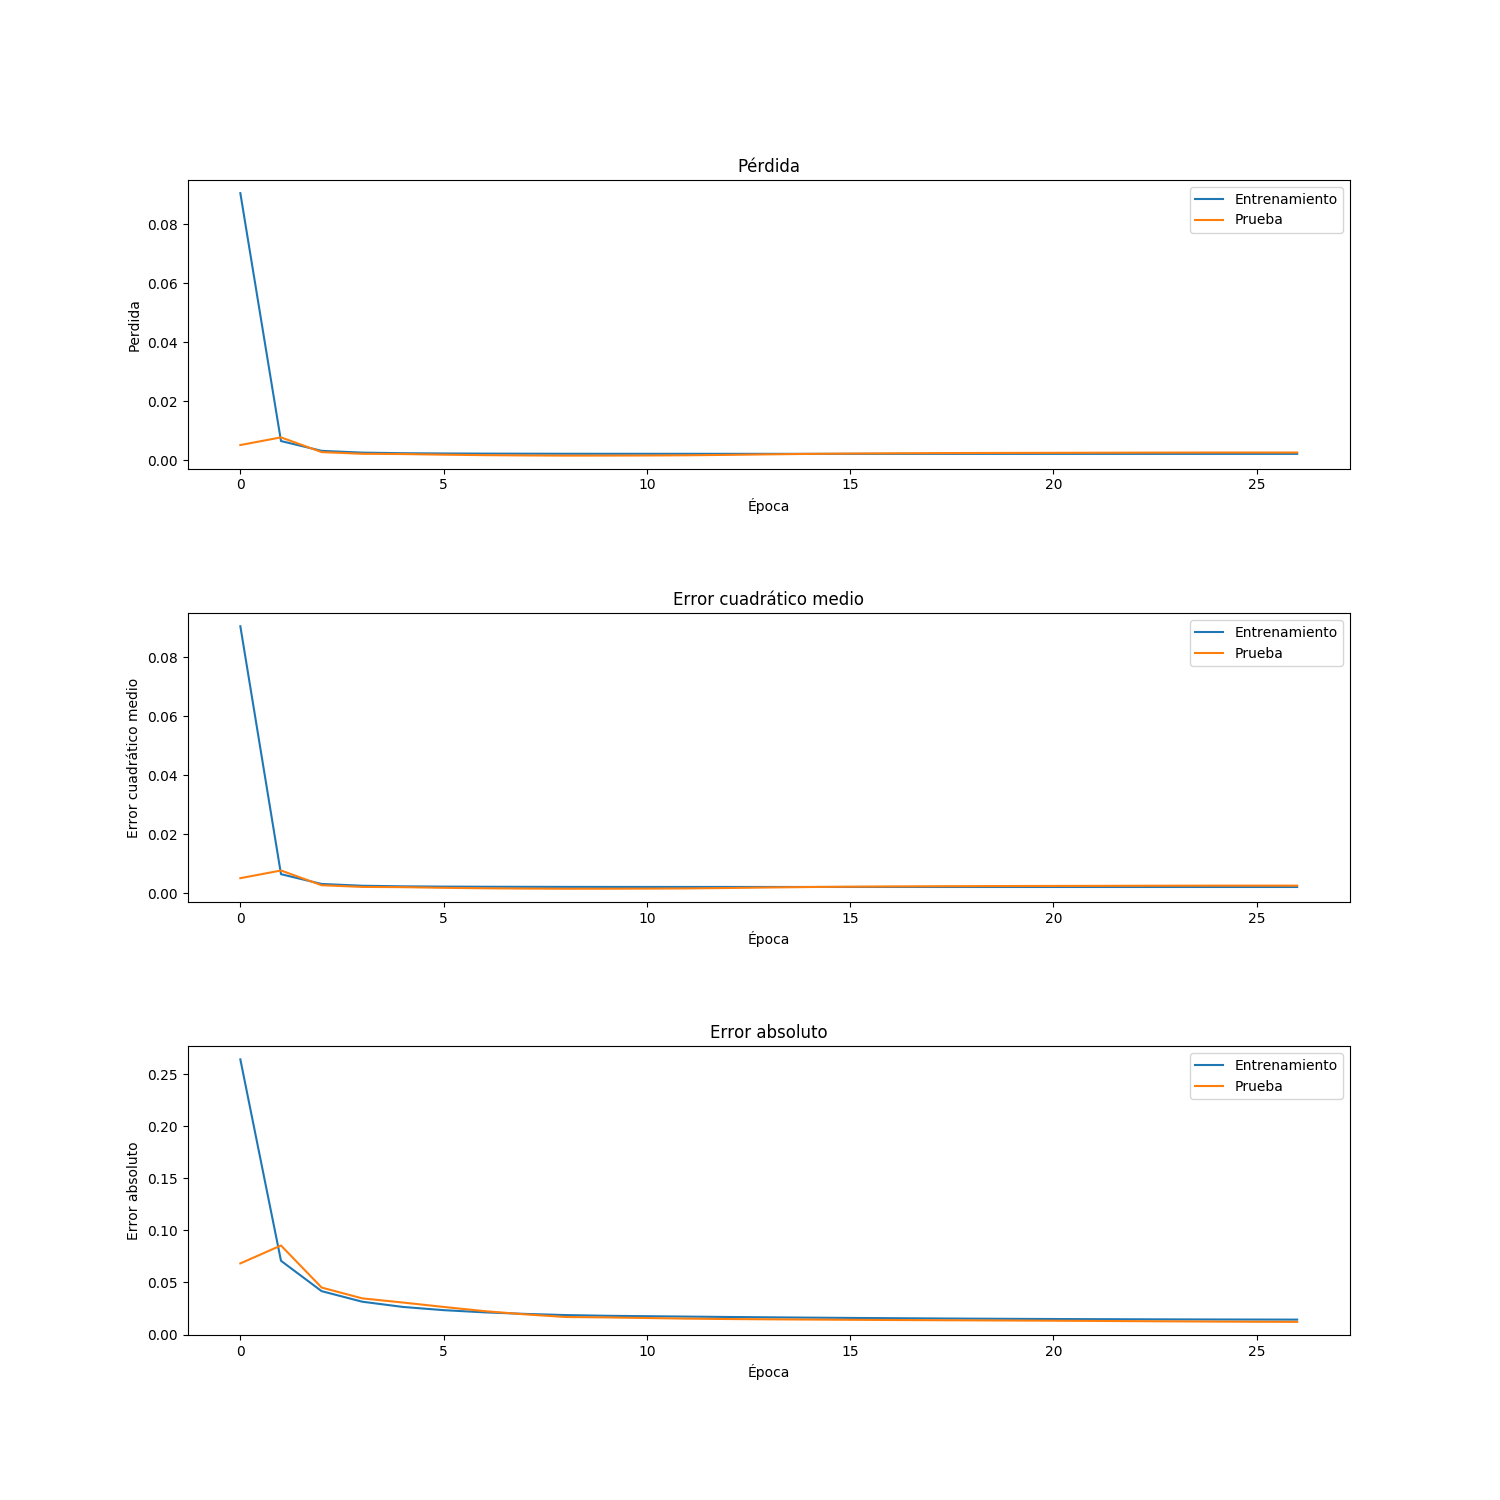 Pérdida
Entrenamiento
Prueba
Perdida
0.08
0.06
0.04
0.02
0.00
0 5 10 15 20 25
Época
Error cuadrático medio
Entrenamiento
Prueba
Error cuadrático medio
0.08
0.06
0.04
0.02
0.00
0 5 10 15 20 25
Época
Error absoluto
Entrenamiento
Prueba
Error absoluto
0.25
0.20
0.15
0.10
0.05
0.00
0 5 10 15 20 25
Época